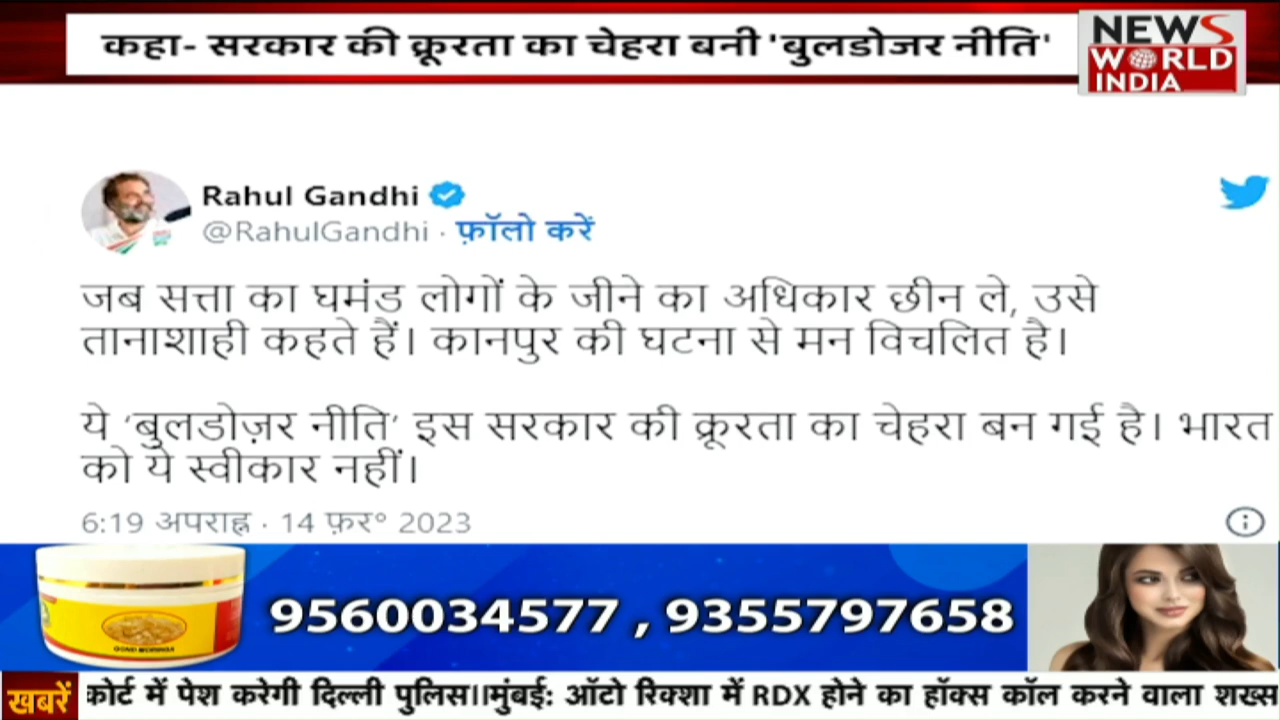 कहा- सरकार की क्रूरता का चेहरा बनी 'बुलडोजर नीति'
NEWS
WORLD
INDIA
Rahul Gandhi
@RahulGandhi · फ़ॉलो करें
जब सत्ता का घमंड लोगों के जीने का अधिकार छीन ले, उसे
तानाशाही कहते हैं। कानपुर की घटना से मन विचलित है।
ये ‘बुलडोज़र नीति’ इस सरकार की क्रूरता का चेहरा बन गई है। भारत
को ये स्वीकार नहीं।
6:19 अपराह्न · 14 फ़र॰ 2023
GOND MORINGA
9560034577 , 9355797658
खबरें
कोर्ट में पेश करेगी दिल्ली पुलिस।।मुंबई: ऑटो रिक्शा में RDX होने का हॉक्स कॉल करने वाला शख्स